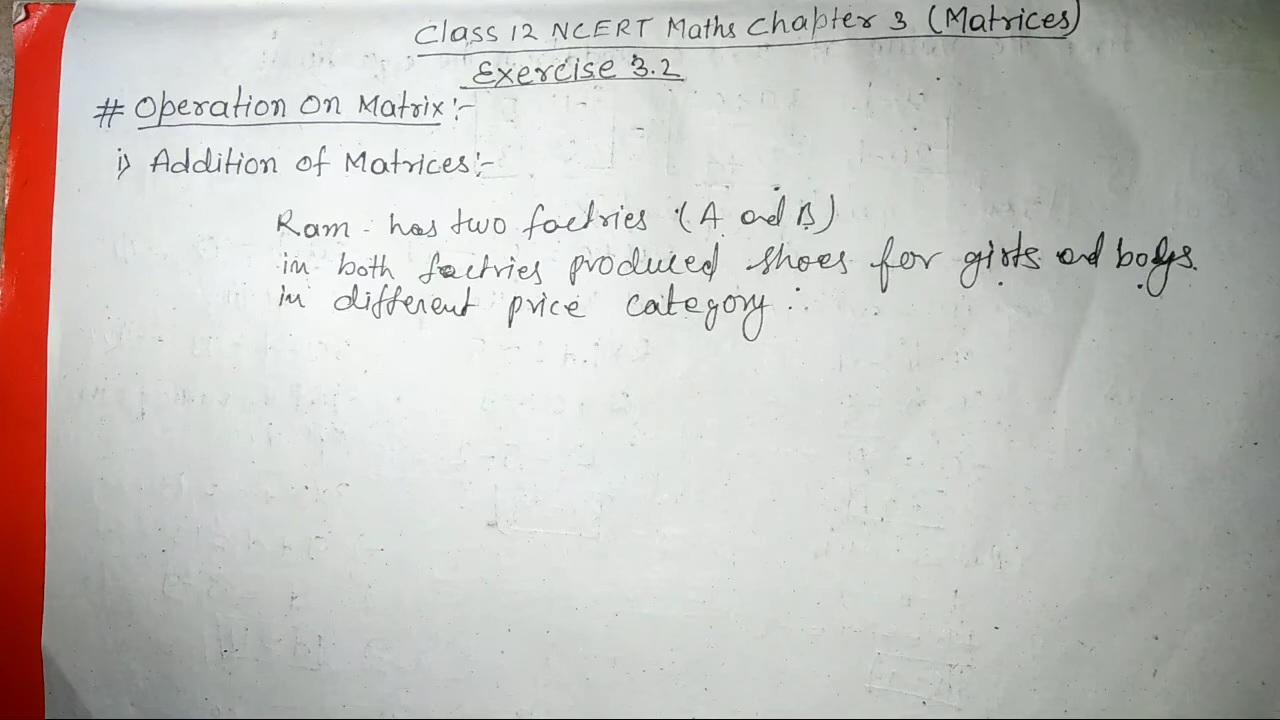 Class 12 NCERT Maths Chapter 3 (Matrices)
Exercise 3.2
# Operation On Matrix:-
i) Addition of Matrices:-
Ram - has two factries (A and B)
in both factries produced shoes for girls and boys.
in different price category :